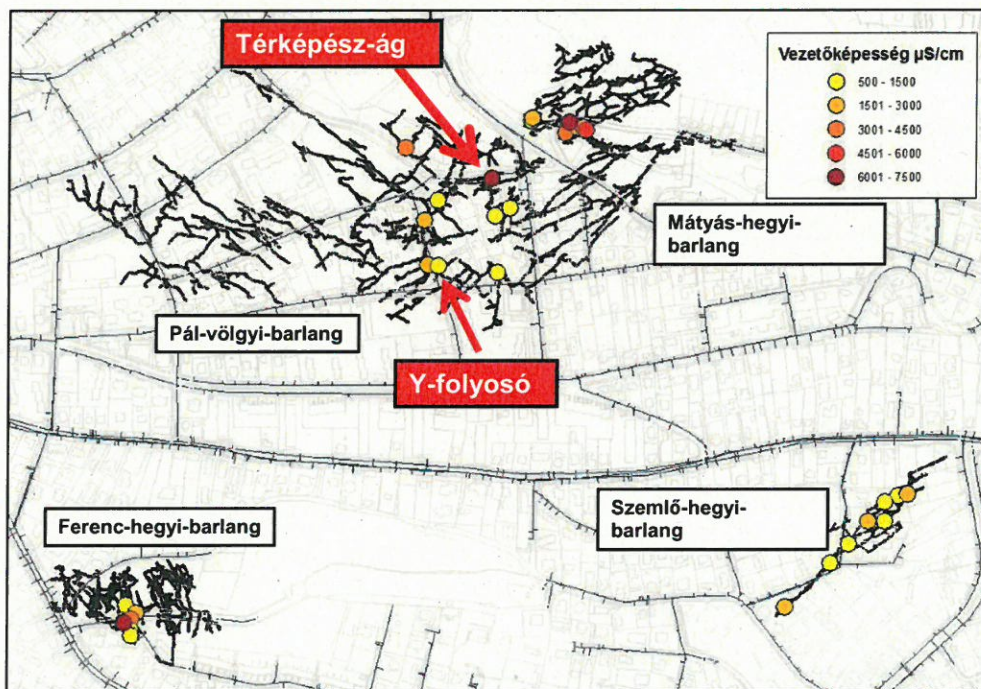 Térképész-ág
Vezetőképesség µS/cm
500 - 1500
1501 - 3000
3001 - 4500
4501 - 6000
6001 - 7500
Mátyás-hegyi-
barlang
Pál-völgyi-barlang
Y-folyosó
Ferenc-hegyi-barlang
Szemlő-hegyi-
barlang